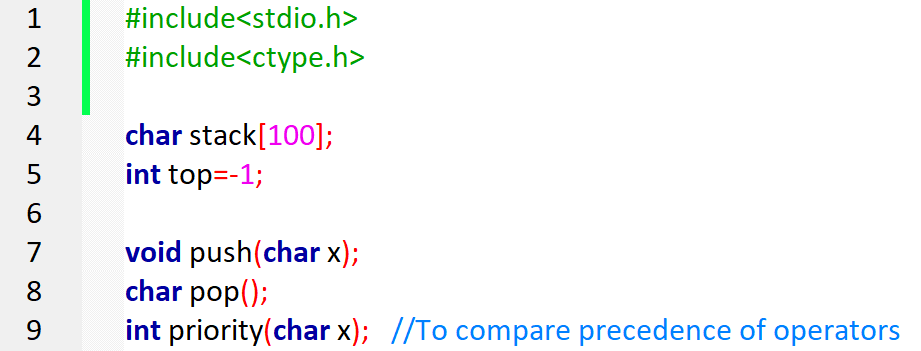 1 #include<stdio.h>
2 #include<ctype.h>
3
4 char stack[100];
5 int top=-1;
6
7 void push(char x);
8 char pop();
9 int priority(char x); //To compare precedence of operators